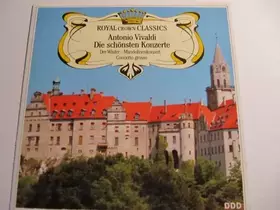 ROYAL CROWN CLASSICS
Antonio Vivaldi
Die schönsten Konzerte
Der Winter · Mandolinenkonzert
Concerto grosso
DDD